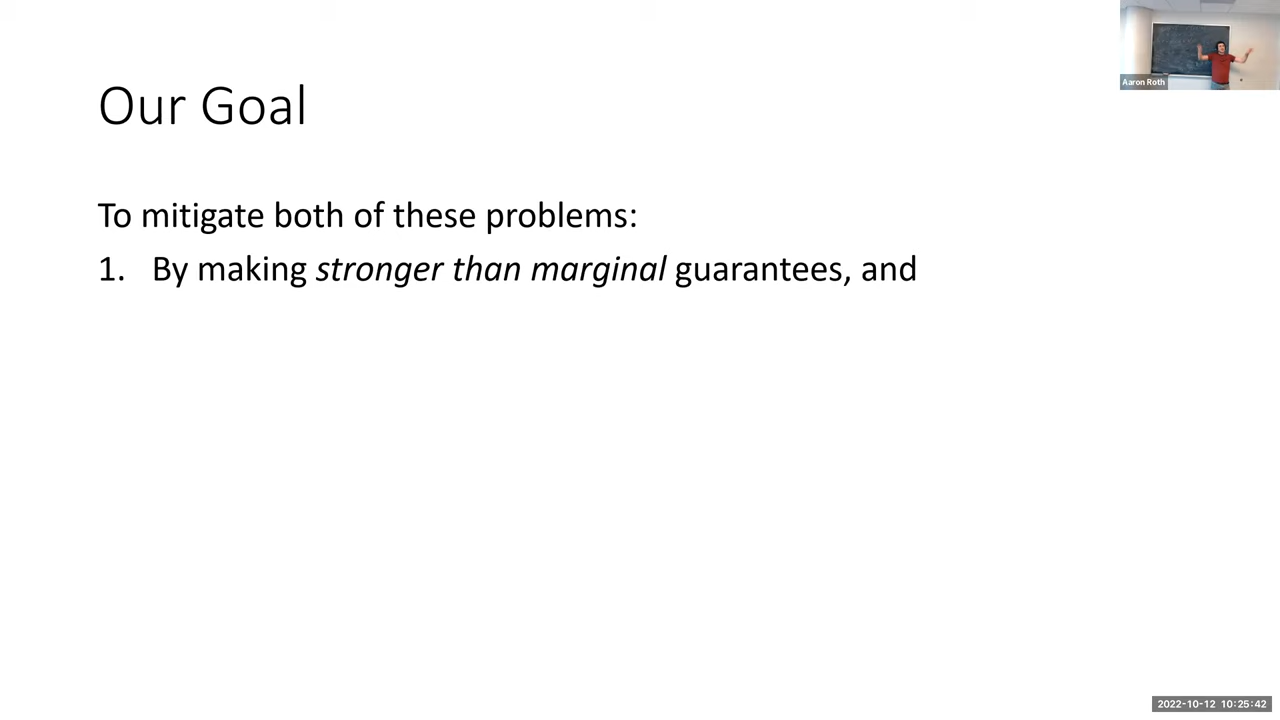 Aaron Roth
Our Goal
To mitigate both of these problems:
1. By making stronger than marginal guarantees, and
2022-10-12 10:25:42